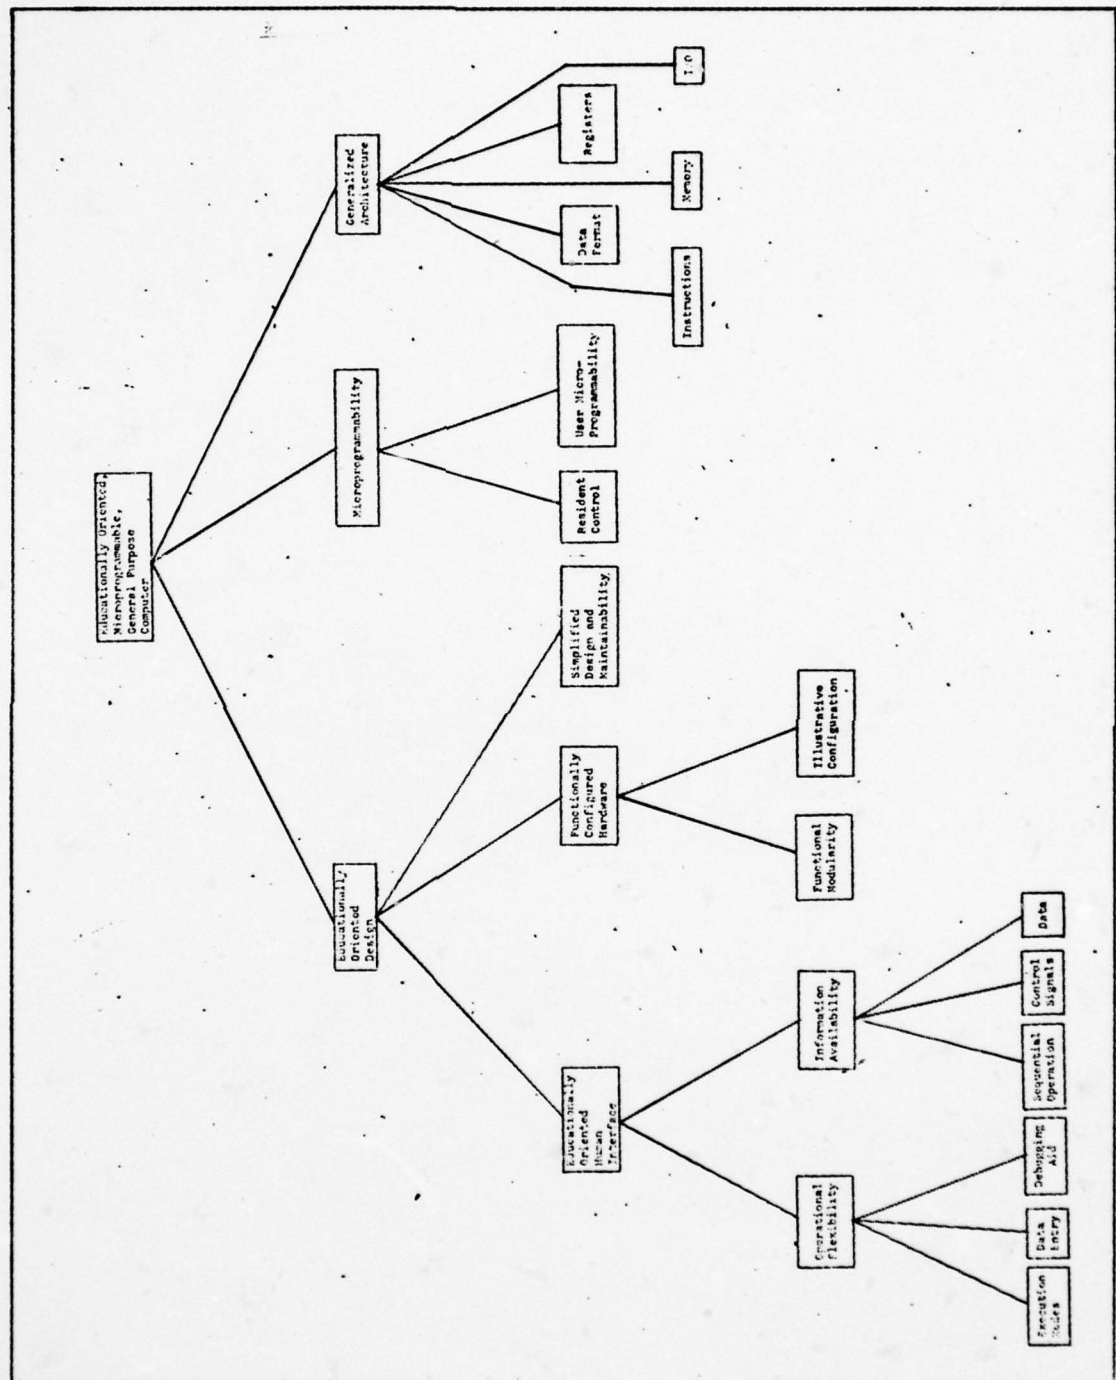 Educationally Oriented,
Microprogrammable,
General Purpose
Computer
Educationally
Oriented
Design
Microprogrammability
Generalized
Architecture
Educationally
Oriented
Human
Interface
Functionally
Configured
Hardware
Simplified
Design and
Maintainability
Resident
Control
User Micro-
Programmability
Data
Format
Registers
Instructions
Memory
I/O
Operational
Flexibility
Information
Availability
Functional
Modularity
Illustrative
Configuration
Execution
Modes
Data
Entry
Debugging
Aid
Sequential
Operation
Control
Signals
Data